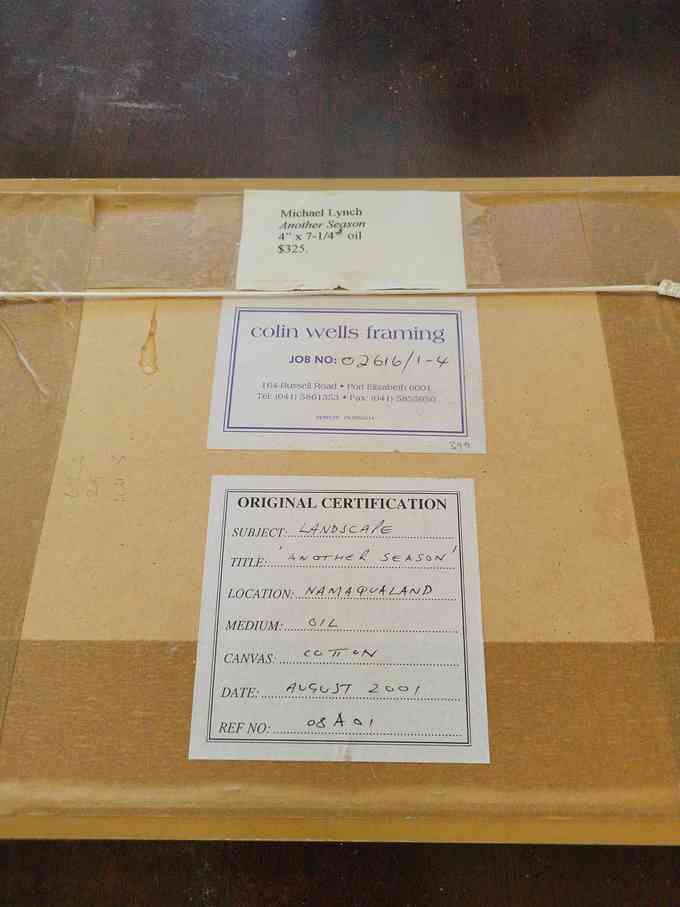 Michael Lynch
Another Season
4" x 7-1/4" oil
$325.
colin wells framing
JOB NO: 02616/1-4
164 Russell Road • Port Elizabeth 6001
Tel: (041) 5861353 • Fax: (041)
399
ORIGINAL CERTIFICATION
SUBJECT: LANDSCAPE
TITLE: 'ANOTHER SEASON'
LOCATION: NAMAQUALAND
MEDIUM: OIL
CANVAS: COTTON
DATE: AUGUST 2001
REF NO: 08A01